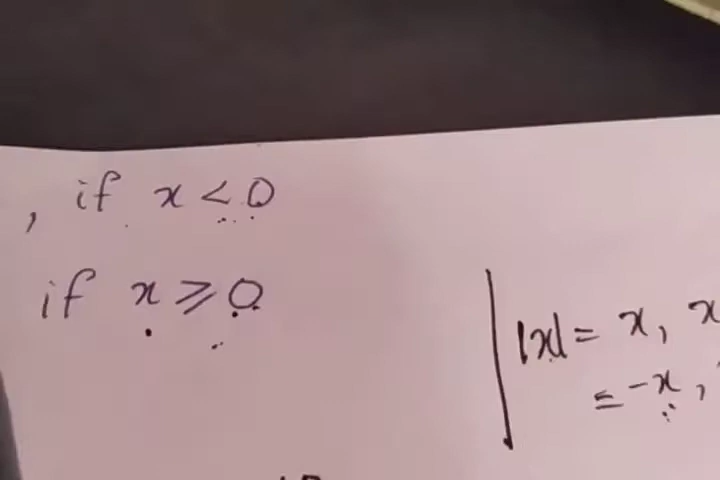 , if x < 0
if x ⩾ 0
|x| = x, x
= -x,